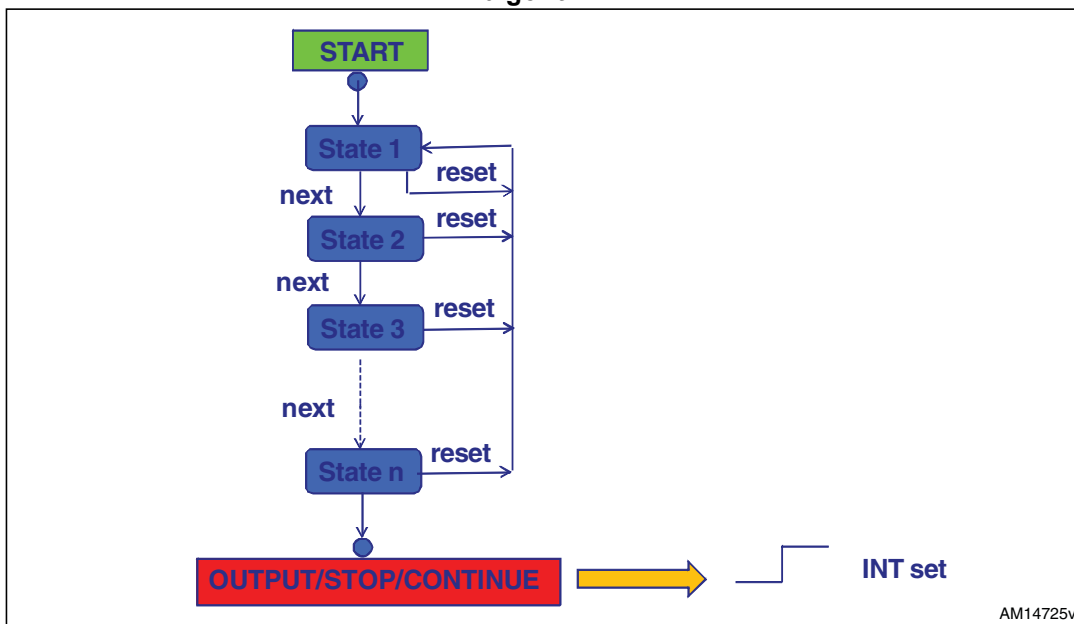 START
State 1
reset
next
State 2
reset
next
State 3
reset
next
State n
reset
OUTPUT/STOP/CONTINUE
INT set
AM14725v